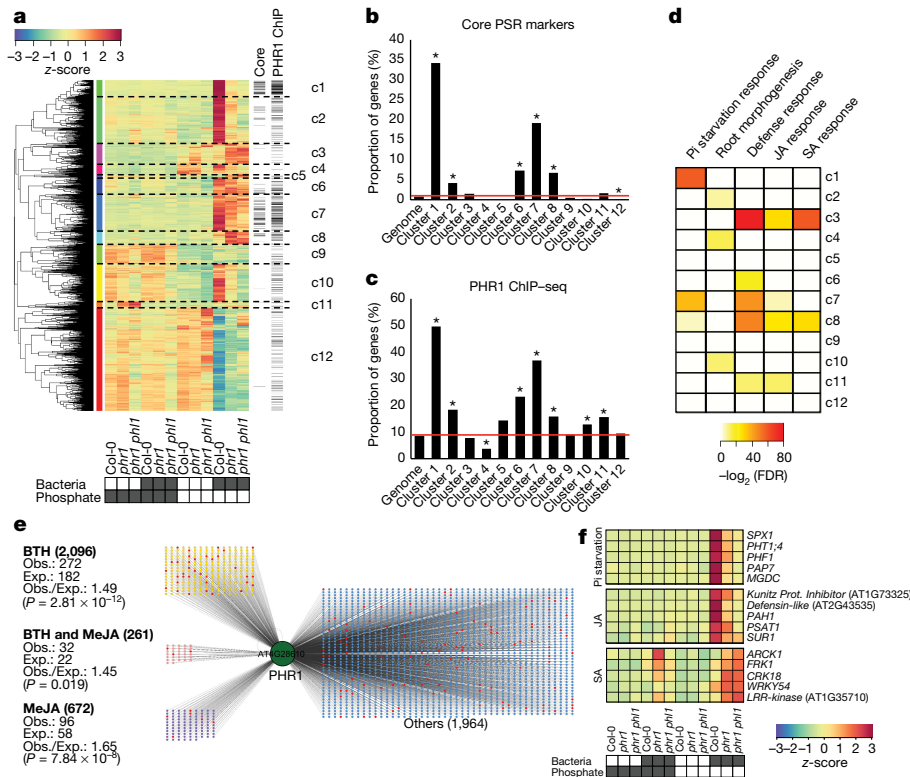 a
−3 −2 −1 0 1 2 3
z-score
Core
PHR1 ChIP
c1
c2
c3
c4
c5
c6
c7
c8
c9
c10
c11
c12
Col-0
phr1
phr1 phl1
Col-0
phr1
phr1 phl1
Col-0
phr1
phr1 phl1
Col-0
phr1
phr1 phl1
Bacteria
Phosphate
b
Core PSR markers
Proportion of genes (%)
40
35
30
25
20
15
10
5
0
* * * * * *
Genome
Cluster 1
Cluster 2
Cluster 3
Cluster 4
Cluster 5
Cluster 6
Cluster 7
Cluster 8
Cluster 9
Cluster 10
Cluster 11
Cluster 12
c
PHR1 ChIP–seq
Proportion of genes (%)
60
50
40
30
20
10
0
* * * * * * * *
Genome
Cluster 1
Cluster 2
Cluster 3
Cluster 4
Cluster 5
Cluster 6
Cluster 7
Cluster 8
Cluster 9
Cluster 10
Cluster 11
Cluster 12
d
Pi starvation response
Root morphogenesis
Defense response
JA response
SA response
c1
c2
c3
c4
c5
c6
c7
c8
c9
c10
c11
c12
0 40 80
−log2 (FDR)
e
BTH (2,096)
Obs.: 272
Exp.: 182
Obs./Exp.: 1.49
(P = 2.81 × 10−12)
BTH and MeJA (261)
Obs.: 32
Exp.: 22
Obs./Exp.: 1.45
(P = 0.019)
MeJA (672)
Obs.: 96
Exp.: 58
Obs./Exp.: 1.65
AT4G28610
PHR1
Others (1,964)
f
Pi starvation
SPX1
PHT1;4
PHF1
PAP7
MGDC
JA
Kunitz Prot. Inhibitor (AT1G73325)
Defensin-like (AT2G43535)
PAH1
PSAT1
SUR1
SA
ARCK1
FRK1
CRK18
WRKY54
LRR-kinase (AT1G35710)
Col-0
phr1
phr1 phl1
Col-0
phr1
phr1 phl1
Col-0
phr1
phr1 phl1
Col-0
phr1
phr1 phl1
Bacteria
Phosphate
−3 −2 −1 0 1 2 3
z-score